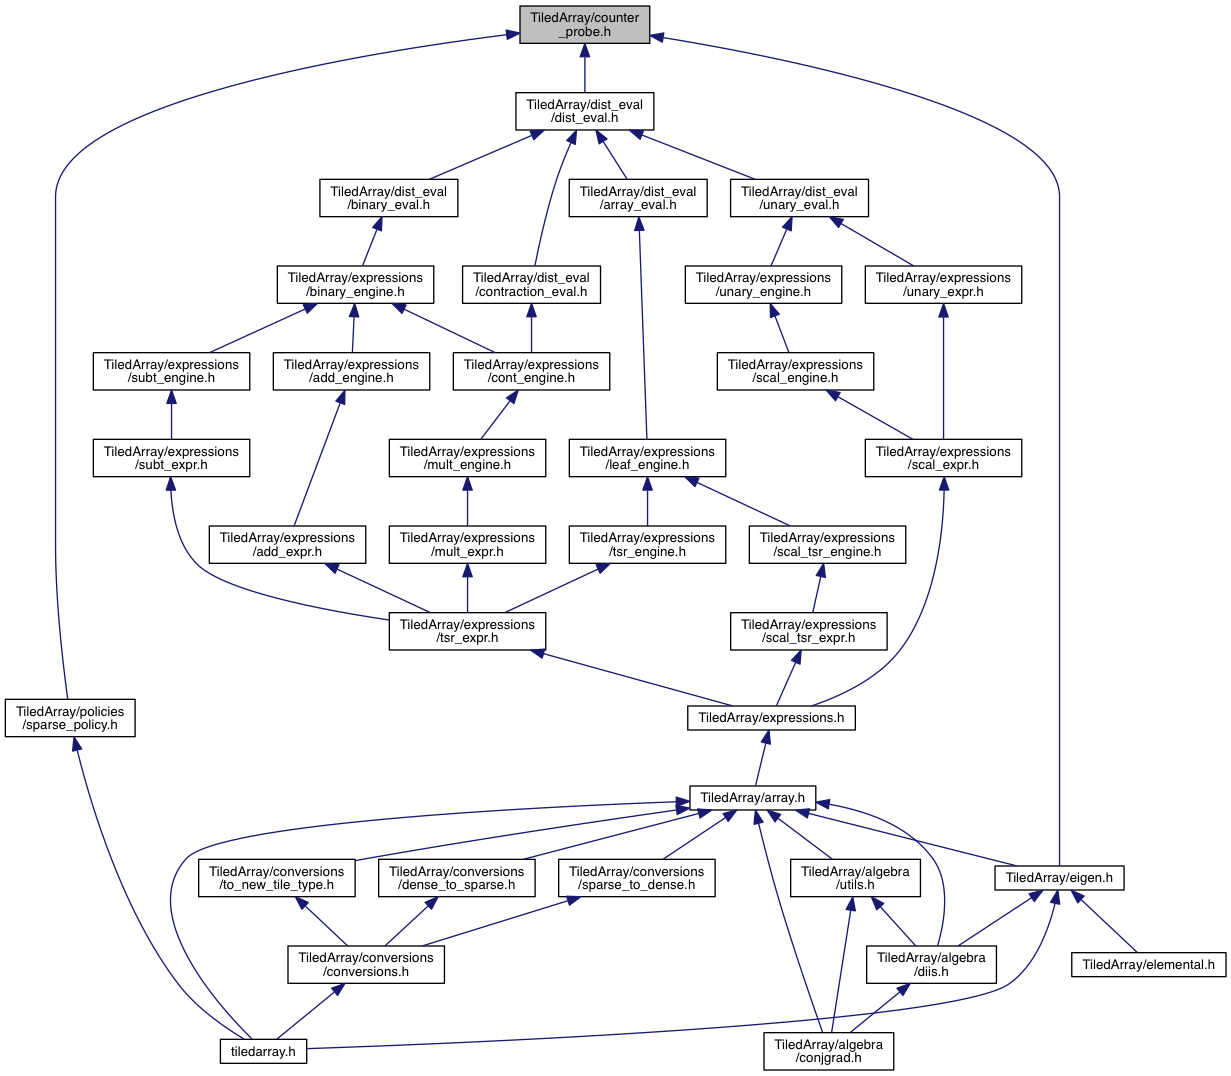 TiledArray/counter
_probe.h
TiledArray/dist_eval
/dist_eval.h
TiledArray/dist_eval
/binary_eval.h
TiledArray/dist_eval
/array_eval.h
TiledArray/dist_eval
/unary_eval.h
TiledArray/expressions
/binary_engine.h
TiledArray/dist_eval
/contraction_eval.h
TiledArray/expressions
/unary_engine.h
TiledArray/expressions
/unary_expr.h
TiledArray/expressions
/subt_engine.h
TiledArray/expressions
/add_engine.h
TiledArray/expressions
/cont_engine.h
TiledArray/expressions
/scal_engine.h
TiledArray/expressions
/subt_expr.h
TiledArray/expressions
/mult_engine.h
TiledArray/expressions
/leaf_engine.h
TiledArray/expressions
/scal_expr.h
TiledArray/expressions
/add_expr.h
TiledArray/expressions
/mult_expr.h
TiledArray/expressions
/tsr_engine.h
TiledArray/expressions
/scal_tsr_engine.h
TiledArray/expressions
/tsr_expr.h
TiledArray/expressions
/scal_tsr_expr.h
TiledArray/policies
/sparse_policy.h
TiledArray/expressions.h
TiledArray/array.h
TiledArray/conversions
/to_new_tile_type.h
TiledArray/conversions
/dense_to_sparse.h
TiledArray/conversions
/sparse_to_dense.h
TiledArray/algebra
/utils.h
TiledArray/eigen.h
TiledArray/conversions
/conversions.h
TiledArray/algebra
/diis.h
TiledArray/elemental.h
tiledarray.h
TiledArray/algebra
/conjgrad.h